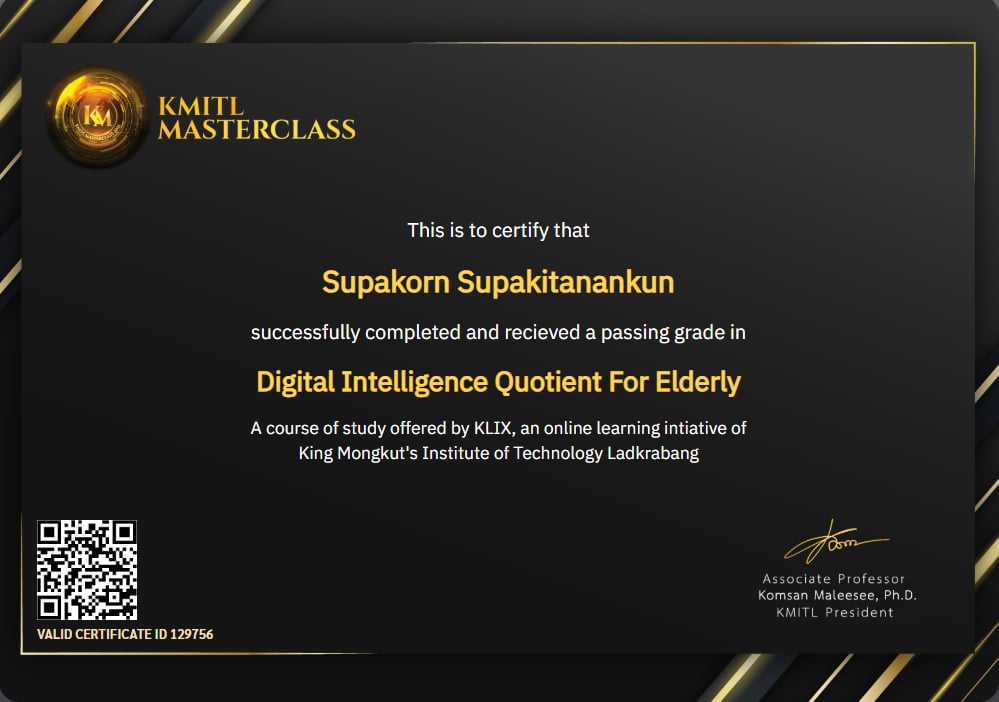 KM
KMITL
MASTERCLASS
This is to certify that
Supakorn Supakitanankun
successfully completed and recieved a passing grade in
Digital Intelligence Quotient For Elderly
A course of study offered by KLIX, an online learning intiative of
King Mongkut's Institute of Technology Ladkrabang
Associate Professor
Komsan Maleesee, Ph.D.
KMITL President
VALID CERTIFICATE ID 129756